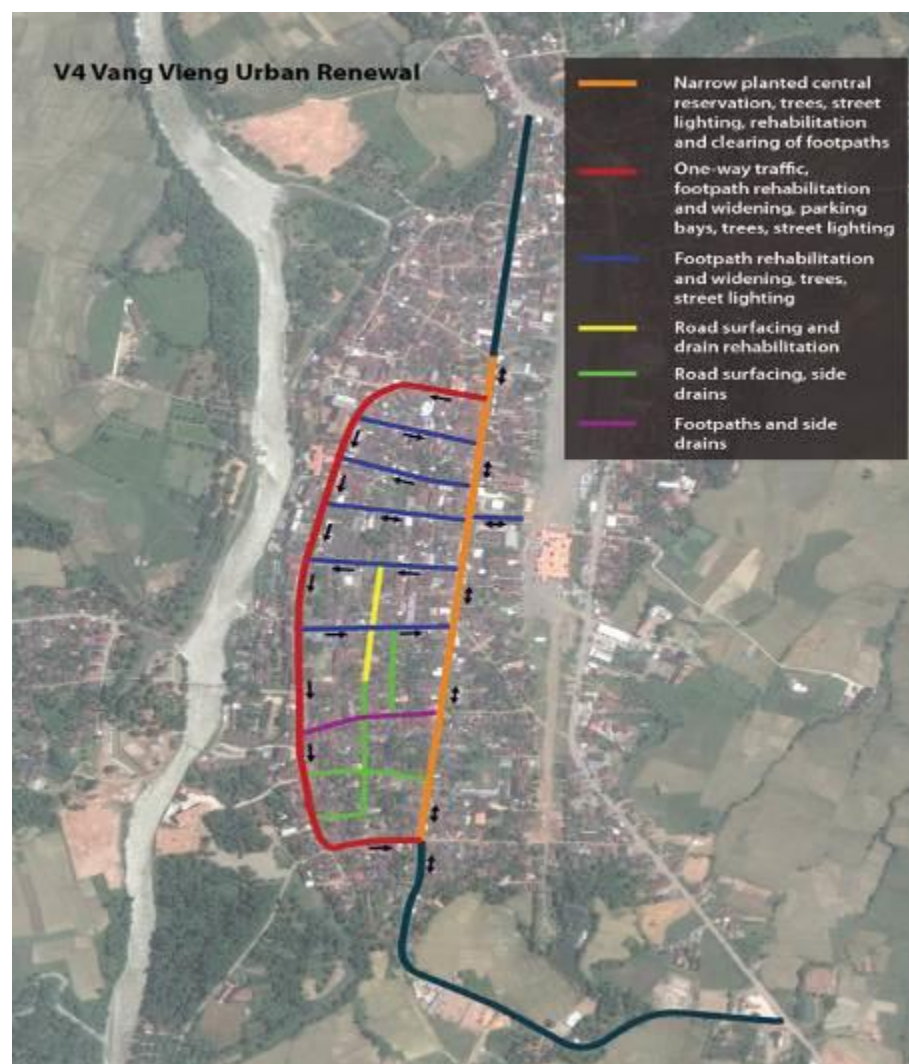 V4 Vang Vieng Urban Renewal
Narrow planted central
reservation, trees, street
lighting, rehabilitation
and clearing of footpaths
One-way traffic,
footpath rehabilitation
and widening, parking
bays, trees, street lighting
Footpath rehabilitation
and widening, trees,
street lighting
Road surfacing and
drain rehabilitation
Road surfacing, side
drains
Footpaths and side
drains